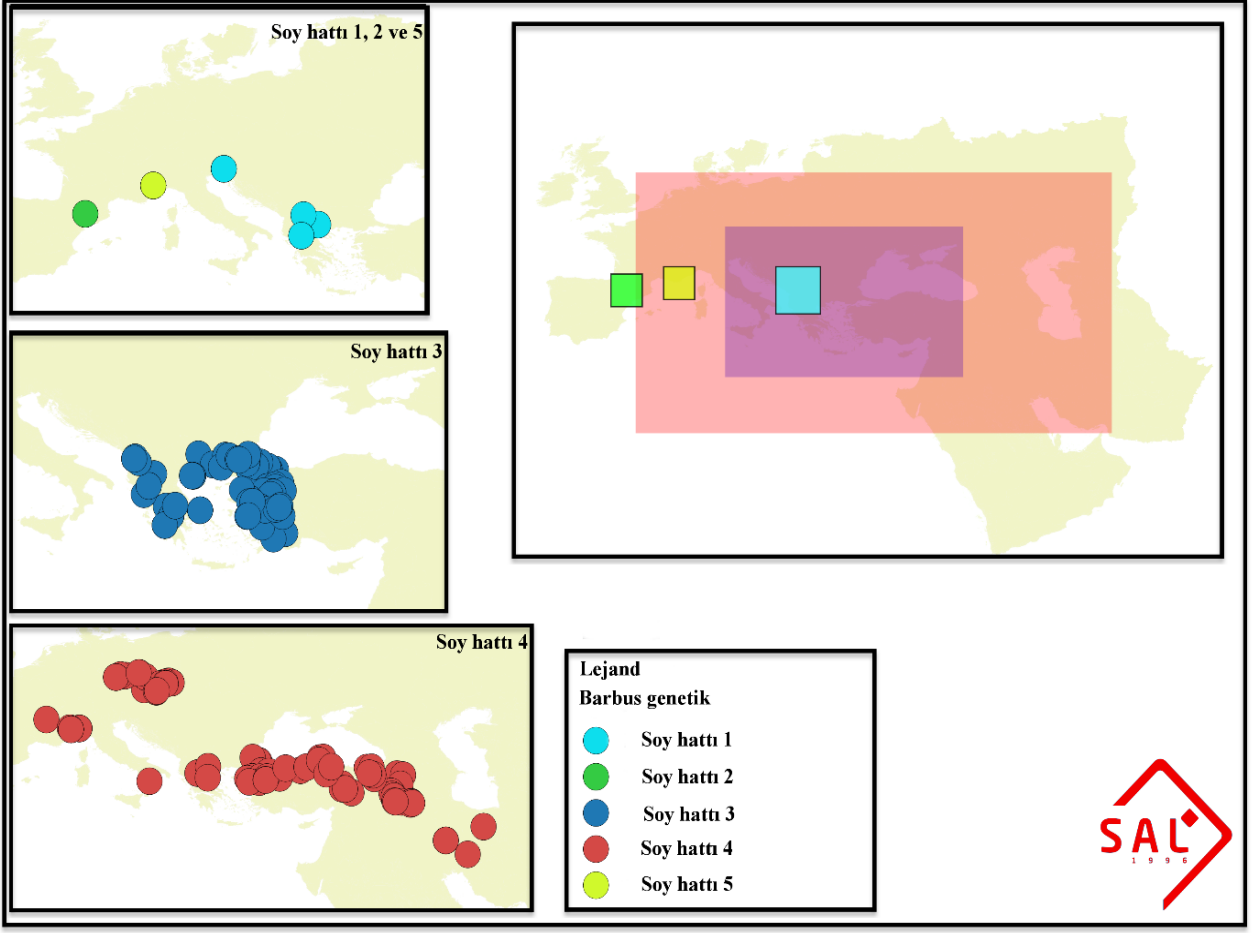 Soy hattı 1, 2 ve 5
Soy hattı 3
Soy hattı 4
Lejand
Barbus genetik
Soy hattı 1
Soy hattı 2
Soy hattı 3
Soy hattı 4
Soy hattı 5
SAL
1996